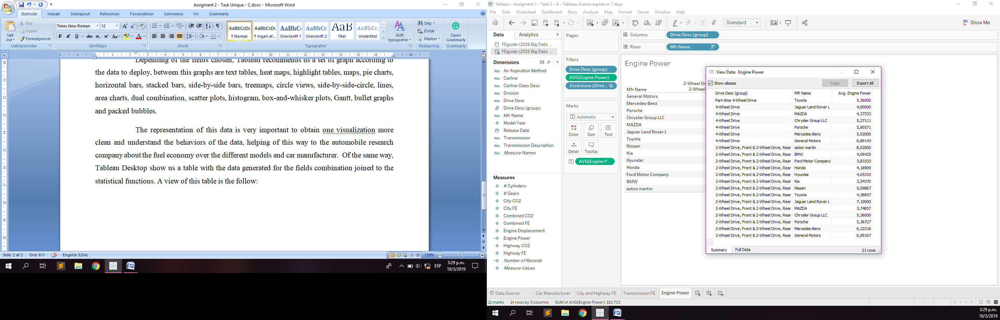 Assigment 2 - Task Unique - C.docx - Microsoft Word
Startside Indsæt Sidelayout Referencer Forsendelser Gennemse Vis Grammarly
Sæt ind
Klip
Kopier
Formatpensel
Udklipsholder
Times New Roman 12
Skrifttype
Afsnit
AaBbCcDc AaBbCcDc AaBbC AaBbCc AaB AaBbCc.
¶ Normal ¶ Ingen af... Overskrift 1 Overskrift 2 Titel Undertitel
Skift typografier
Typografier
Søg
Erstat
Marker
Redigering
Open Grammarly
Grammarly
Depending of the fields chosen, Tableau recommends us a set of graph according to
the data to deploy, between this graphs are text tables, heat maps, highlight tables, maps, pie charts,
horizontal bars, stacked bars, side-by-side bars, treemaps, circle views, side-by-side-circle, lines,
area charts, dual combination, scatter plots, histogram, box-and-whisker plots, Gantt, bullet graphs
and packed bubbles.
The representation of this data is very important to obtain one visualization more
clean and understand the behaviors of the data, helping of this way to the automobile research
company about the fuel economy over the different models and car manufacturer. Of the same way,
Tableau Desktop show us a table with the data generated for the fields combination joined to the
statistical functions. A view of this table is the follow:
Side: 2 af 2 Ord: 611 Engelsk (USA) 130%
ESP 3:29 p.m.
10/3/2019
Tableau - Assigment 1 - Task 2 - A - Tableau license expires in 7 days
File Data Worksheet Dashboard Story Analysis Map Format Server Window Help
Standard Show Me
Data Analytics
FEguide (2019 Big Data ...
FEguide (2019 Big Data ...
Dimensions
Abc Air Aspiration Method
Abc Carline
Abc Carline Class Desc
Abc Division
Abc Drive Desc
Drive Desc (group)
Abc Mfr Name
Model Year
Release Date
Abc Transmission
Abc Transmission Description
Abc Measure Names
Measures
# Cylinders
# Gears
City CO2
City FE
Combined CO2
Combined FE
Engine Displacement
Engine Power
Highway CO2
Highway FE
Number of Records
Measure Values
Pages
Filters
Drive Desc (group)
AVG(Engine Power)
Exclusions (Drive ..
Marks
Automatic
Color Size Text
Detail Tooltip
AVG(Engine P..
Columns Drive Desc (group)
Rows Mfr Name
Engine Power
2-Wheel Dr
Mfr Name 2-Wheel
General Motors
Mercedes-Benz
Porsche
Chrysler Group LLC
MAZDA
Jaguar Land Rover L
Toyota
Nissan
Kia
Hyundai
Honda
Ford Motor Company
BMW
aston martin
View Data: Engine Power
Show aliases Copy Export All
Drive Desc (group) Mfr Name Avg. Engine Power
Part-time 4-Wheel Drive Toyota 5,36000
4-Wheel Drive Jaguar Land Rover L 4,00000
4-Wheel Drive MAZDA 4,37333
4-Wheel Drive Chrysler Group LLC 5,27111
4-Wheel Drive Porsche 5,80571
4-Wheel Drive Mercedes-Benz 5,92000
4-Wheel Drive General Motors 8,89143
2-Wheel Drive, Front & 2-Wheel Drive, Rear aston martin 8,02000
2-Wheel Drive, Front & 2-Wheel Drive, Rear BMW 4,09425
2-Wheel Drive, Front & 2-Wheel Drive, Rear Ford Motor Company 3,83333
2-Wheel Drive, Front & 2-Wheel Drive, Rear Honda 4,18909
2-Wheel Drive, Front & 2-Wheel Drive, Rear Hyundai 4,05333
2-Wheel Drive, Front & 2-Wheel Drive, Rear Kia 3,54370
2-Wheel Drive, Front & 2-Wheel Drive, Rear Nissan 5,09867
2-Wheel Drive, Front & 2-Wheel Drive, Rear Toyota 4,38857
2-Wheel Drive, Front & 2-Wheel Drive, Rear Jaguar Land Rover L 7,10000
2-Wheel Drive, Front & 2-Wheel Drive, Rear MAZDA 3,74857
2-Wheel Drive, Front & 2-Wheel Drive, Rear Chrysler Group LLC 5,36000
2-Wheel Drive, Front & 2-Wheel Drive, Rear Porsche 5,36727
2-Wheel Drive, Front & 2-Wheel Drive, Rear Mercedes-Benz 6,22316
2-Wheel Drive, Front & 2-Wheel Drive, Rear General Motors 6,09167
Summary Full Data 21 rows
Data Source Car Manufacturer City and Highway FE Transmission FE Engine Power
21 marks 14 rows by 3 columns SUM of AVG(Engine Power): 110,733
3:29 p.m.
10/3/2019